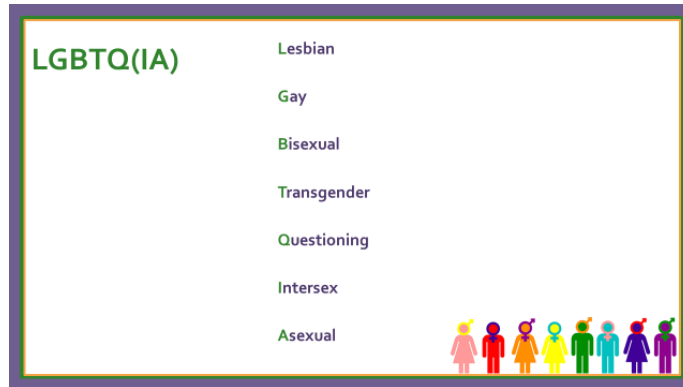 LGBTQ(IA)
Lesbian
Gay
Bisexual
Transgender
Questioning
Intersex
Asexual